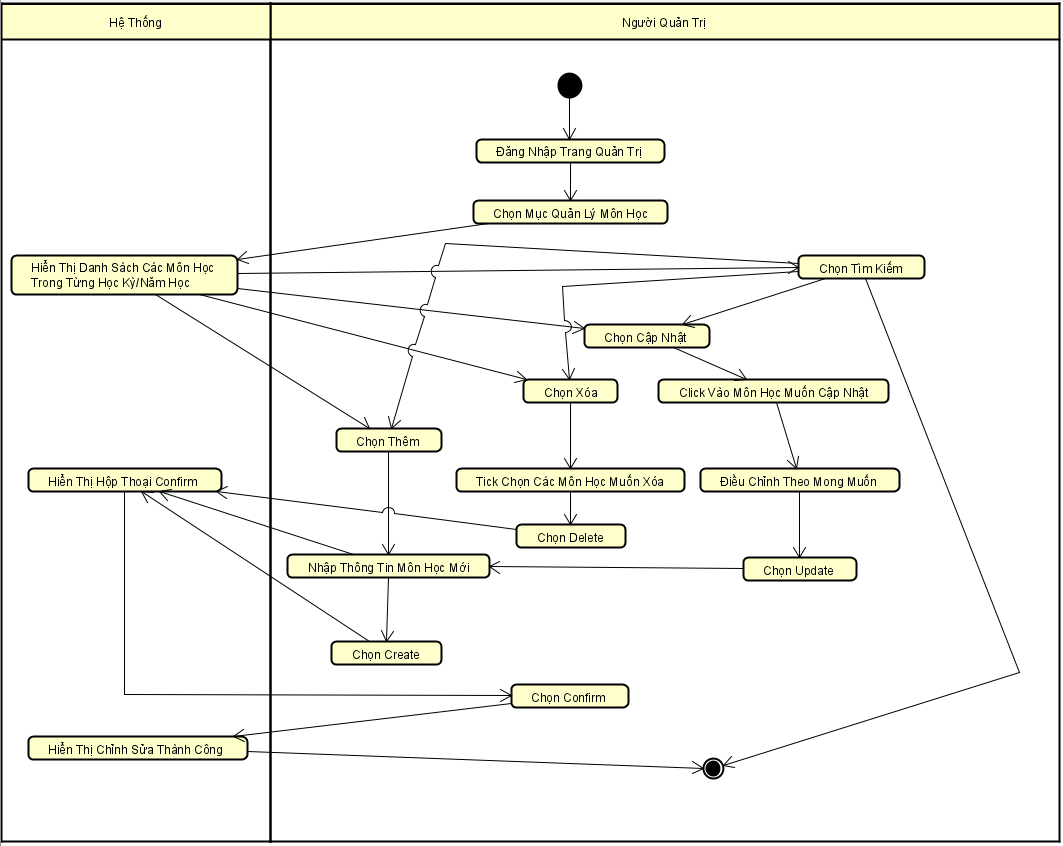 Hệ Thống
Người Quản Trị
Đăng Nhập Trang Quản Trị
Chọn Mục Quản Lý Môn Học
Hiển Thị Danh Sách Các Môn Học
Trong Từng Học Kỳ/Năm Học
Chọn Tìm Kiếm
Chọn Cập Nhật
Chọn Xóa
Click Vào Môn Học Muốn Cập Nhật
Chọn Thêm
Hiển Thị Hộp Thoại Confirm
Tick Chọn Các Môn Học Muốn Xóa
Điều Chỉnh Theo Mong Muốn
Chọn Delete
Nhập Thông Tin Môn Học Mới
Chọn Update
Chọn Create
Chọn Confirm
Hiển Thị Chỉnh Sửa Thành Công